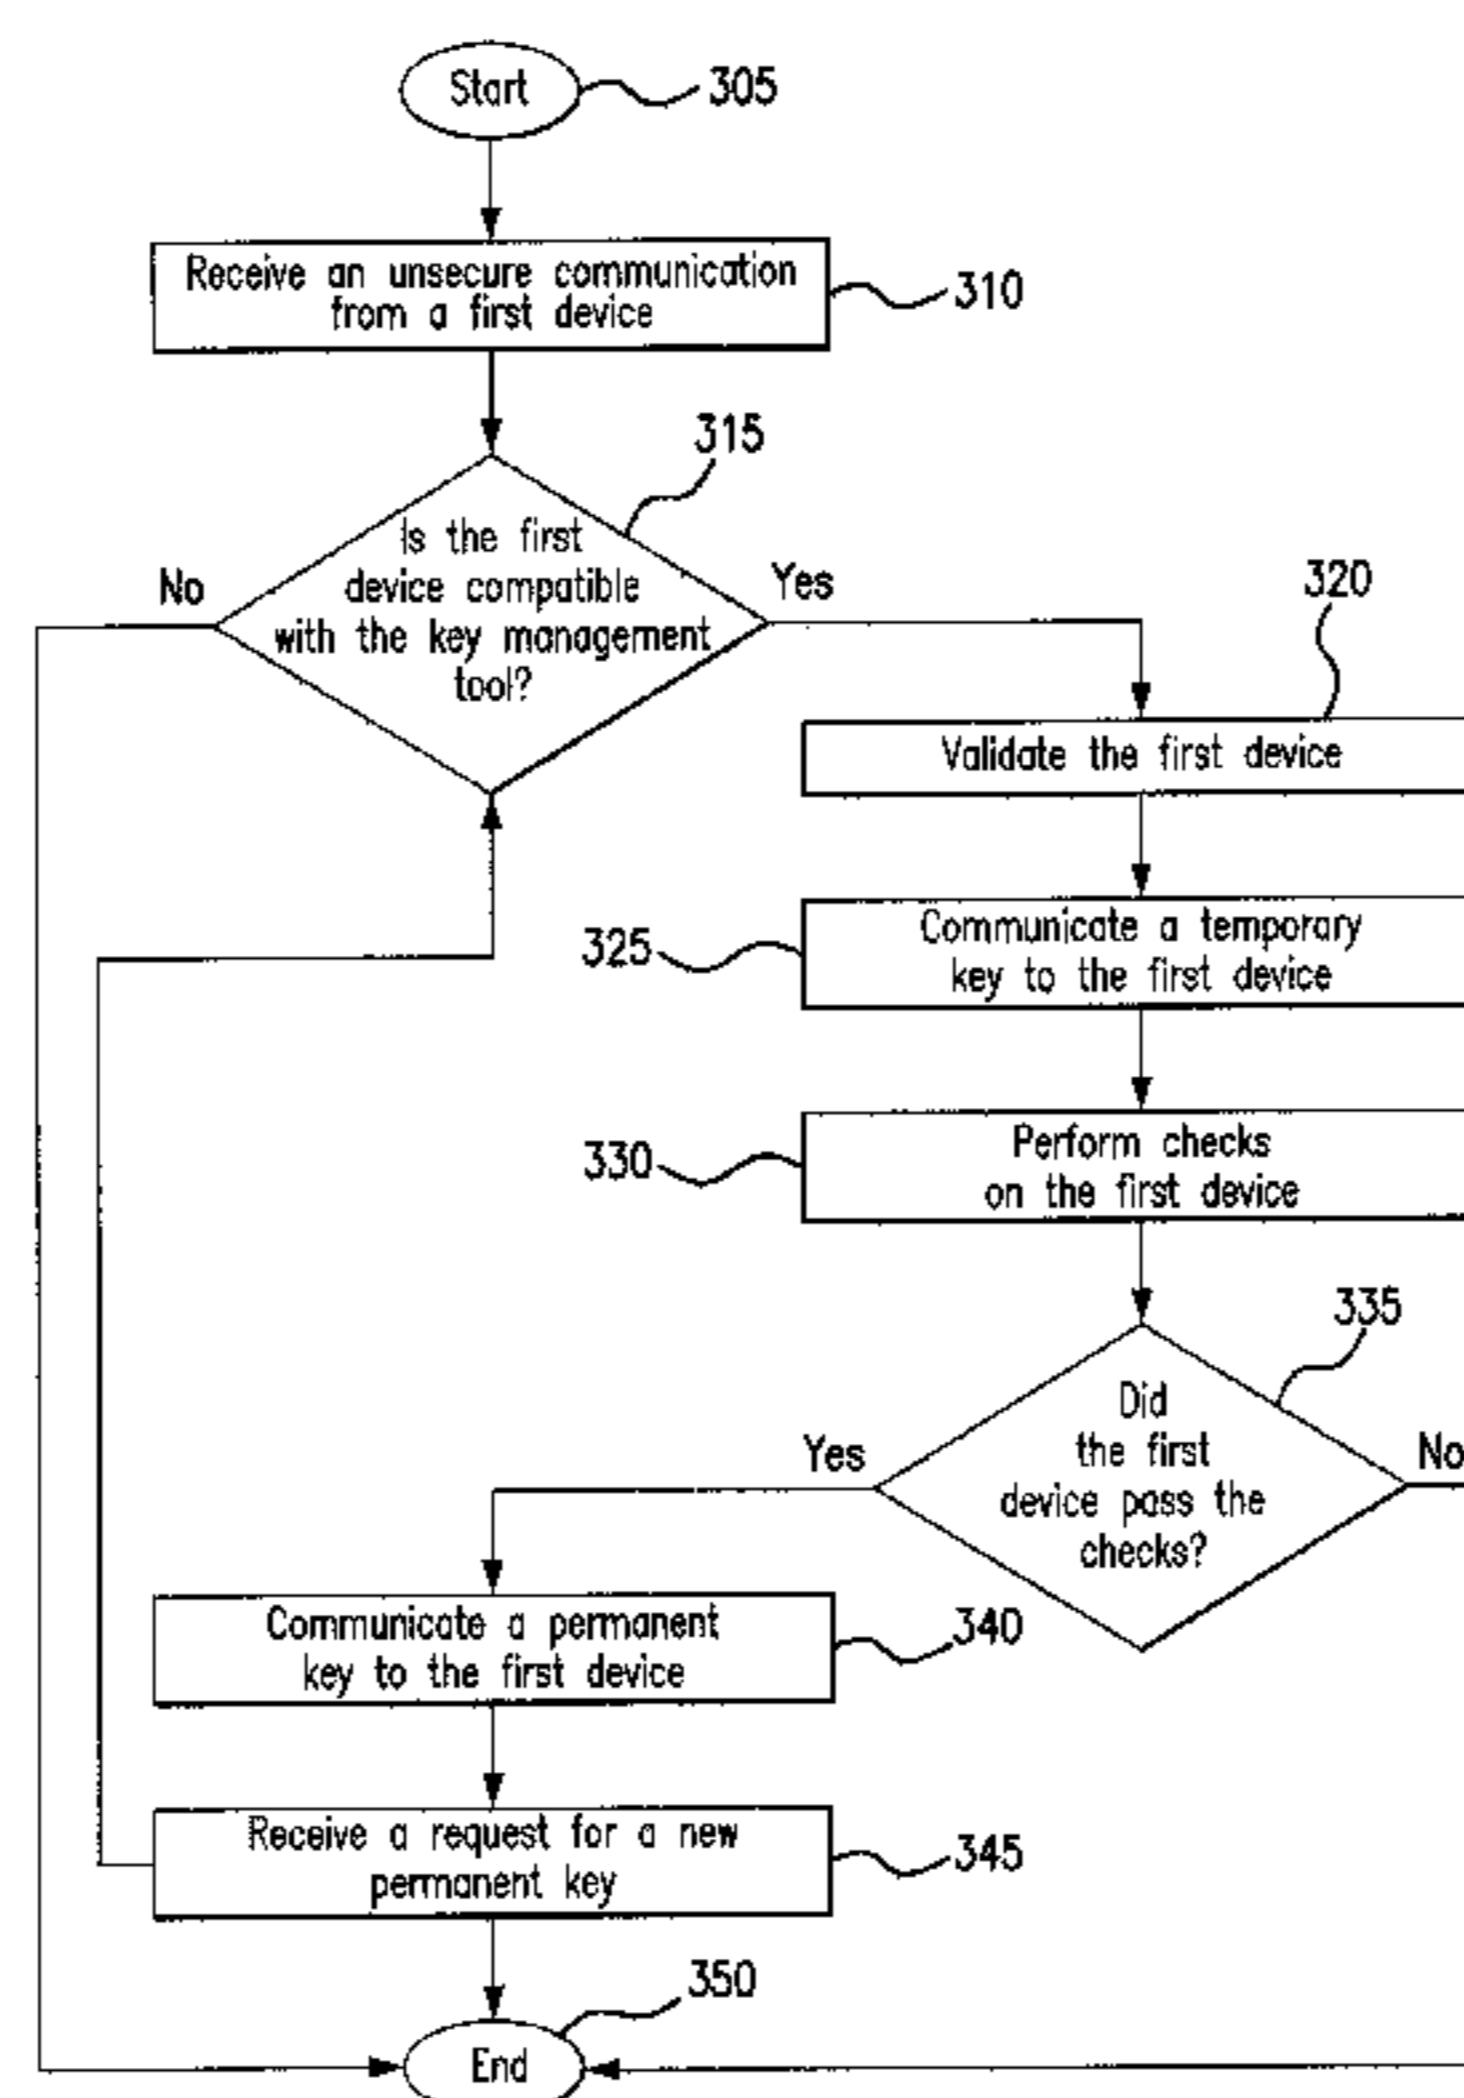 Start
305
Receive an unsecure communication
from a first device
310
315
Is the first
device compatible
with the key management
tool?
No
Yes
320
Validate the first device
325
Communicate a temporary
key to the first device
330
Perform checks
on the first device
335
Did
the first
device pass the
checks?
Yes
No
Communicate a permanent
key to the first device
340
Receive a request for a new
permanent key
345
350
End